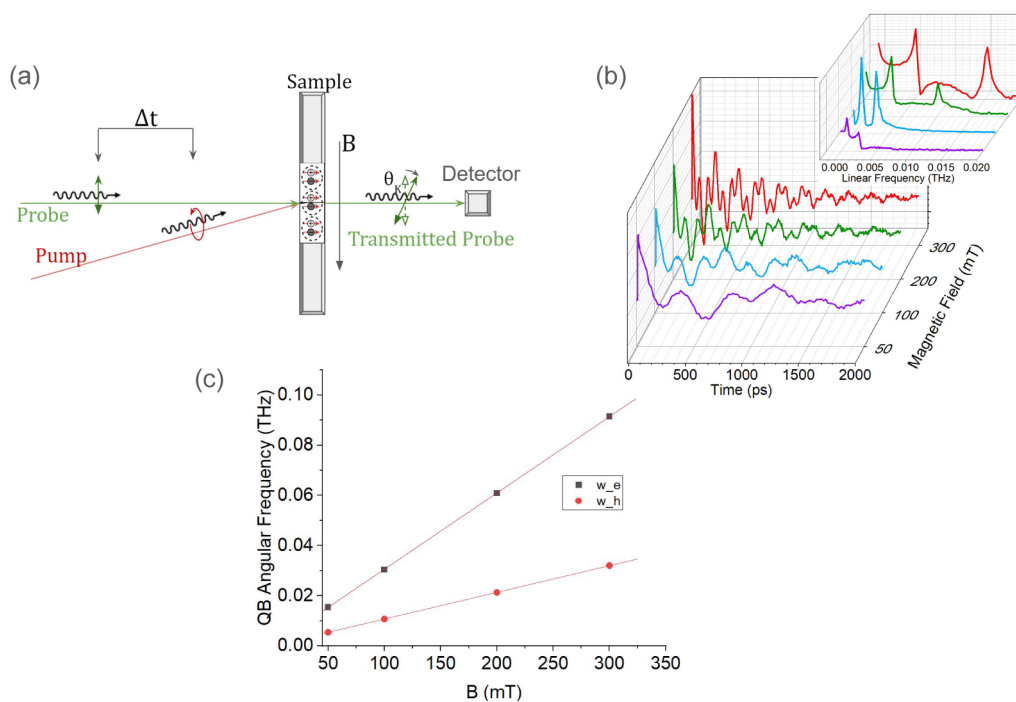 (a)
Sample
Δt
B
θK
Detector
Probe
Pump
Transmitted Probe
(b)
0.000 0.005 0.010 0.015 0.020
Linear Frequency (THz)
300
200
100
50
Magnetic Field (mT)
0 500 1000 1500 2000
Time (ps)
(c)
0.10
0.08
0.06
0.04
0.02
0.00
QB Angular Frequency (THz)
w_e
w_h
50 100 150 200 250 300 350
B (mT)